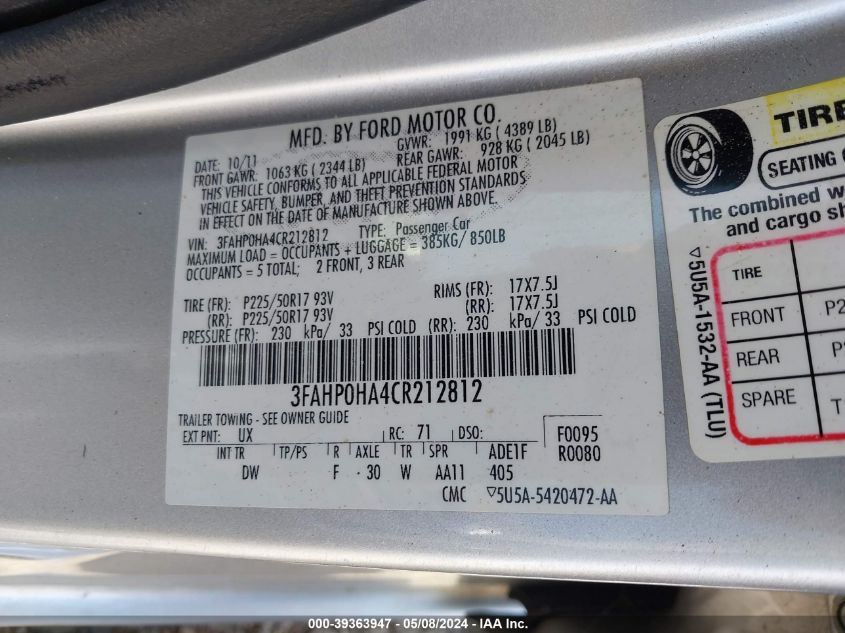 MFD. BY FORD MOTOR CO.
DATE: 10/11
GVWR: 1991 KG ( 4389 LB)
FRONT GAWR: 1063 KG ( 2344 LB)
REAR GAWR: 928 KG ( 2045 LB)
THIS VEHICLE CONFORMS TO ALL APPLICABLE FEDERAL MOTOR
VEHICLE SAFETY, BUMPER, AND THEFT PREVENTION STANDARDS
IN EFFECT ON THE DATE OF MANUFACTURE SHOWN ABOVE.
VIN: 3FAHP0HA4CR212812 TYPE: Passenger Car
MAXIMUM LOAD = OCCUPANTS + LUGGAGE = 385KG/ 850LB
OCCUPANTS = 5 TOTAL; 2 FRONT, 3 REAR
TIRE (FR): P225/50R17 93V RIMS (FR): 17X7.5J
(RR): P225/50R17 93V (RR): 17X7.5J
PRESSURE (FR): 230 kPa/ 33 PSI COLD (RR): 230 kPa/ 33 PSI COLD
3FAHP0HA4CR212812
TRAILER TOWING - SEE OWNER GUIDE
EXT PNT: UX RC: 71 DSO: F0095
INT TR TP/PS R AXLE TR SPR ADE1F R0080
DW F 30 W AA11 405
CMC ▽5U5A-5420472-AA
TIRE
SEATING
The combined
and cargo
▽5U5A-1532-AA (TLU)
TIRE
FRONT
REAR
SPARE
000-39363947 - 05/08/2024 - IAA Inc.